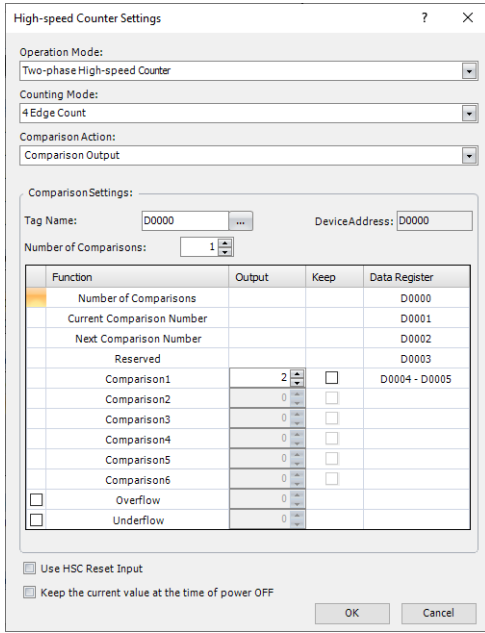 High-speed Counter Settings ? X
Operation Mode:
Two-phase High-speed Counter
Counting Mode:
4 Edge Count
Comparison Action:
Comparison Output
Comparison Settings:
Tag Name: D0000 ... Device Address: D0000
Number of Comparisons: 1
Function Output Keep Data Register
Number of Comparisons D0000
Current Comparison Number D0001
Next Comparison Number D0002
Reserved D0003
Comparison1 2 D0004 - D0005
Comparison2 0
Comparison3 0
Comparison4 0
Comparison5 0
Comparison6 0
Overflow 0
Underflow 0
Use HSC Reset Input
Keep the current value at the time of power OFF
OK Cancel